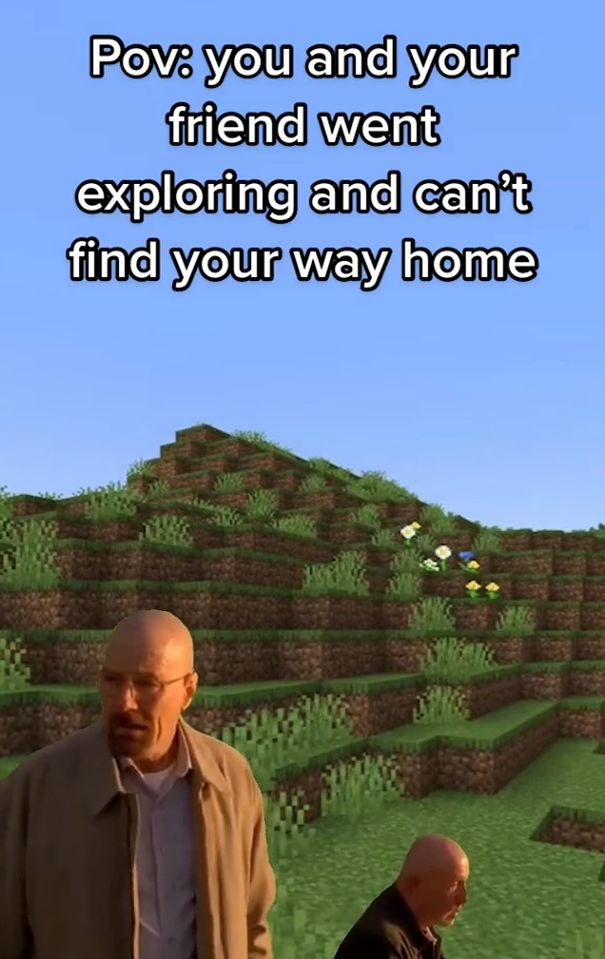 Pov: you and your
friend went
exploring and can’t
find your way home